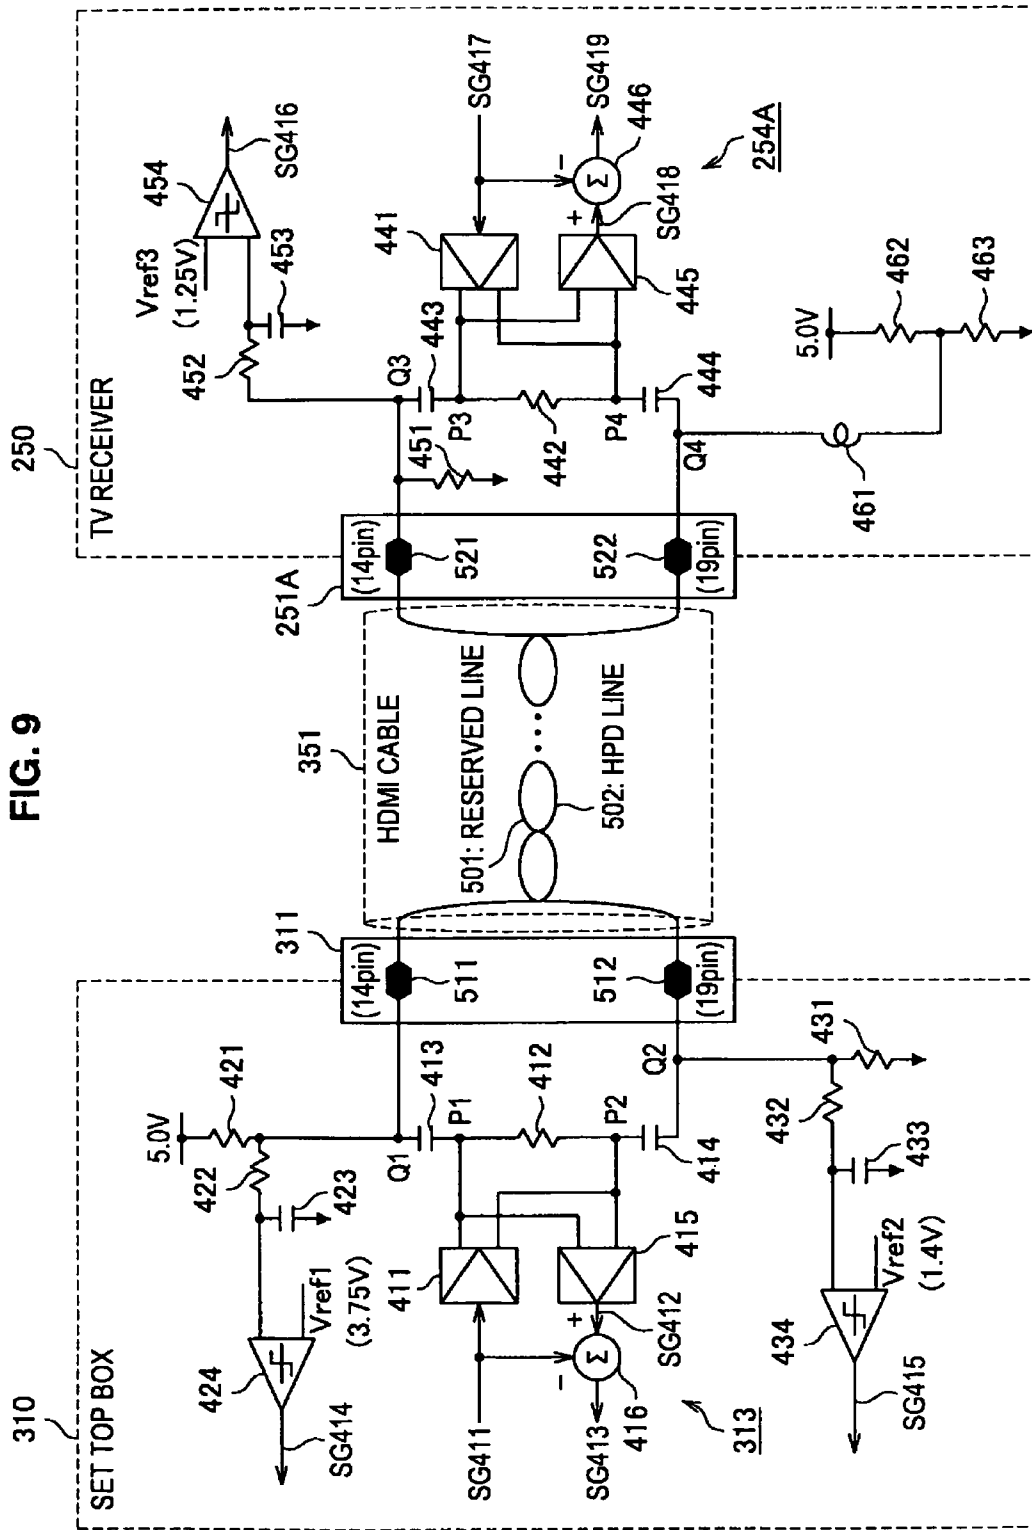 FIG. 9
310
SET TOP BOX
5.0V
421
422
423
424
Vref1
(3.75V)
SG414
Q1
413
P1
412
P2
414
Q2
411
415
SG411
SG412
SG413
416
313
431
432
433
434
Vref2
(1.4V)
SG415
311
(14pin)
511
512
(19pin)
351
HDMI CABLE
501: RESERVED LINE
502: HPD LINE
251A
(14pin)
521
522
(19pin)
250
TV RECEIVER
451
452
453
454
Vref3
(1.25V)
SG416
Q3
443
P3
442
P4
444
Q4
441
445
SG417
SG418
SG419
446
254A
461
5.0V
462
463
+
−
Σ
+
−
Σ